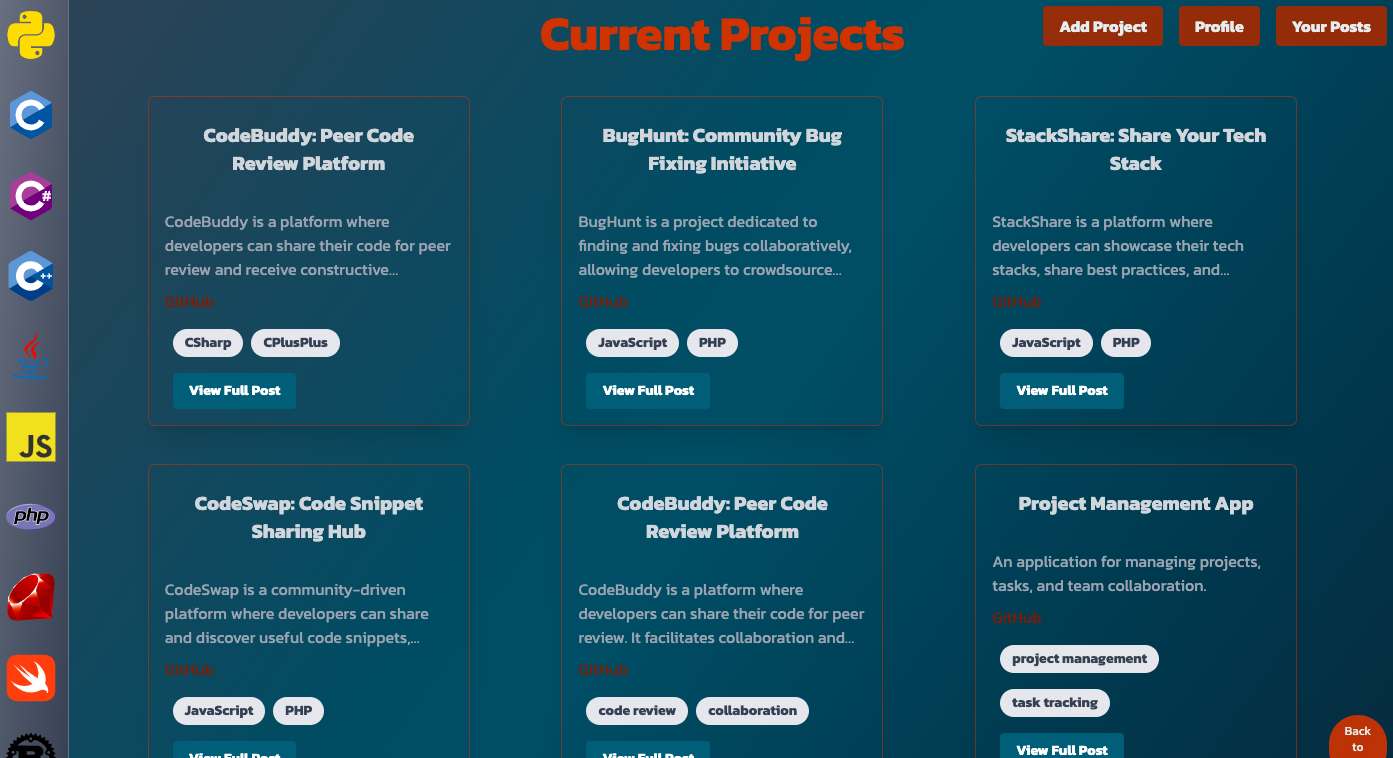 Current Projects
Add Project
Profile
Your Posts
C
C#
C++
JS
php
R
CodeBuddy: Peer Code
Review Platform
CodeBuddy is a platform where
developers can share their code for peer
review and receive constructive...
GitHub
CSharp
CPlusPlus
View Full Post
BugHunt: Community Bug
Fixing Initiative
BugHunt is a project dedicated to
finding and fixing bugs collaboratively,
allowing developers to crowdsource...
GitHub
JavaScript
PHP
View Full Post
StackShare: Share Your Tech
Stack
StackShare is a platform where
developers can showcase their tech
stacks, share best practices, and...
GitHub
JavaScript
PHP
View Full Post
CodeSwap: Code Snippet
Sharing Hub
CodeSwap is a community-driven
platform where developers can share
and discover useful code snippets,...
GitHub
JavaScript
PHP
View Full Post
CodeBuddy: Peer Code
Review Platform
CodeBuddy is a platform where
developers can share their code for peer
review. It facilitates collaboration and...
GitHub
code review
collaboration
View Full Post
Project Management App
An application for managing projects,
tasks, and team collaboration.
GitHub
project management
task tracking
View Full Post
Back
to